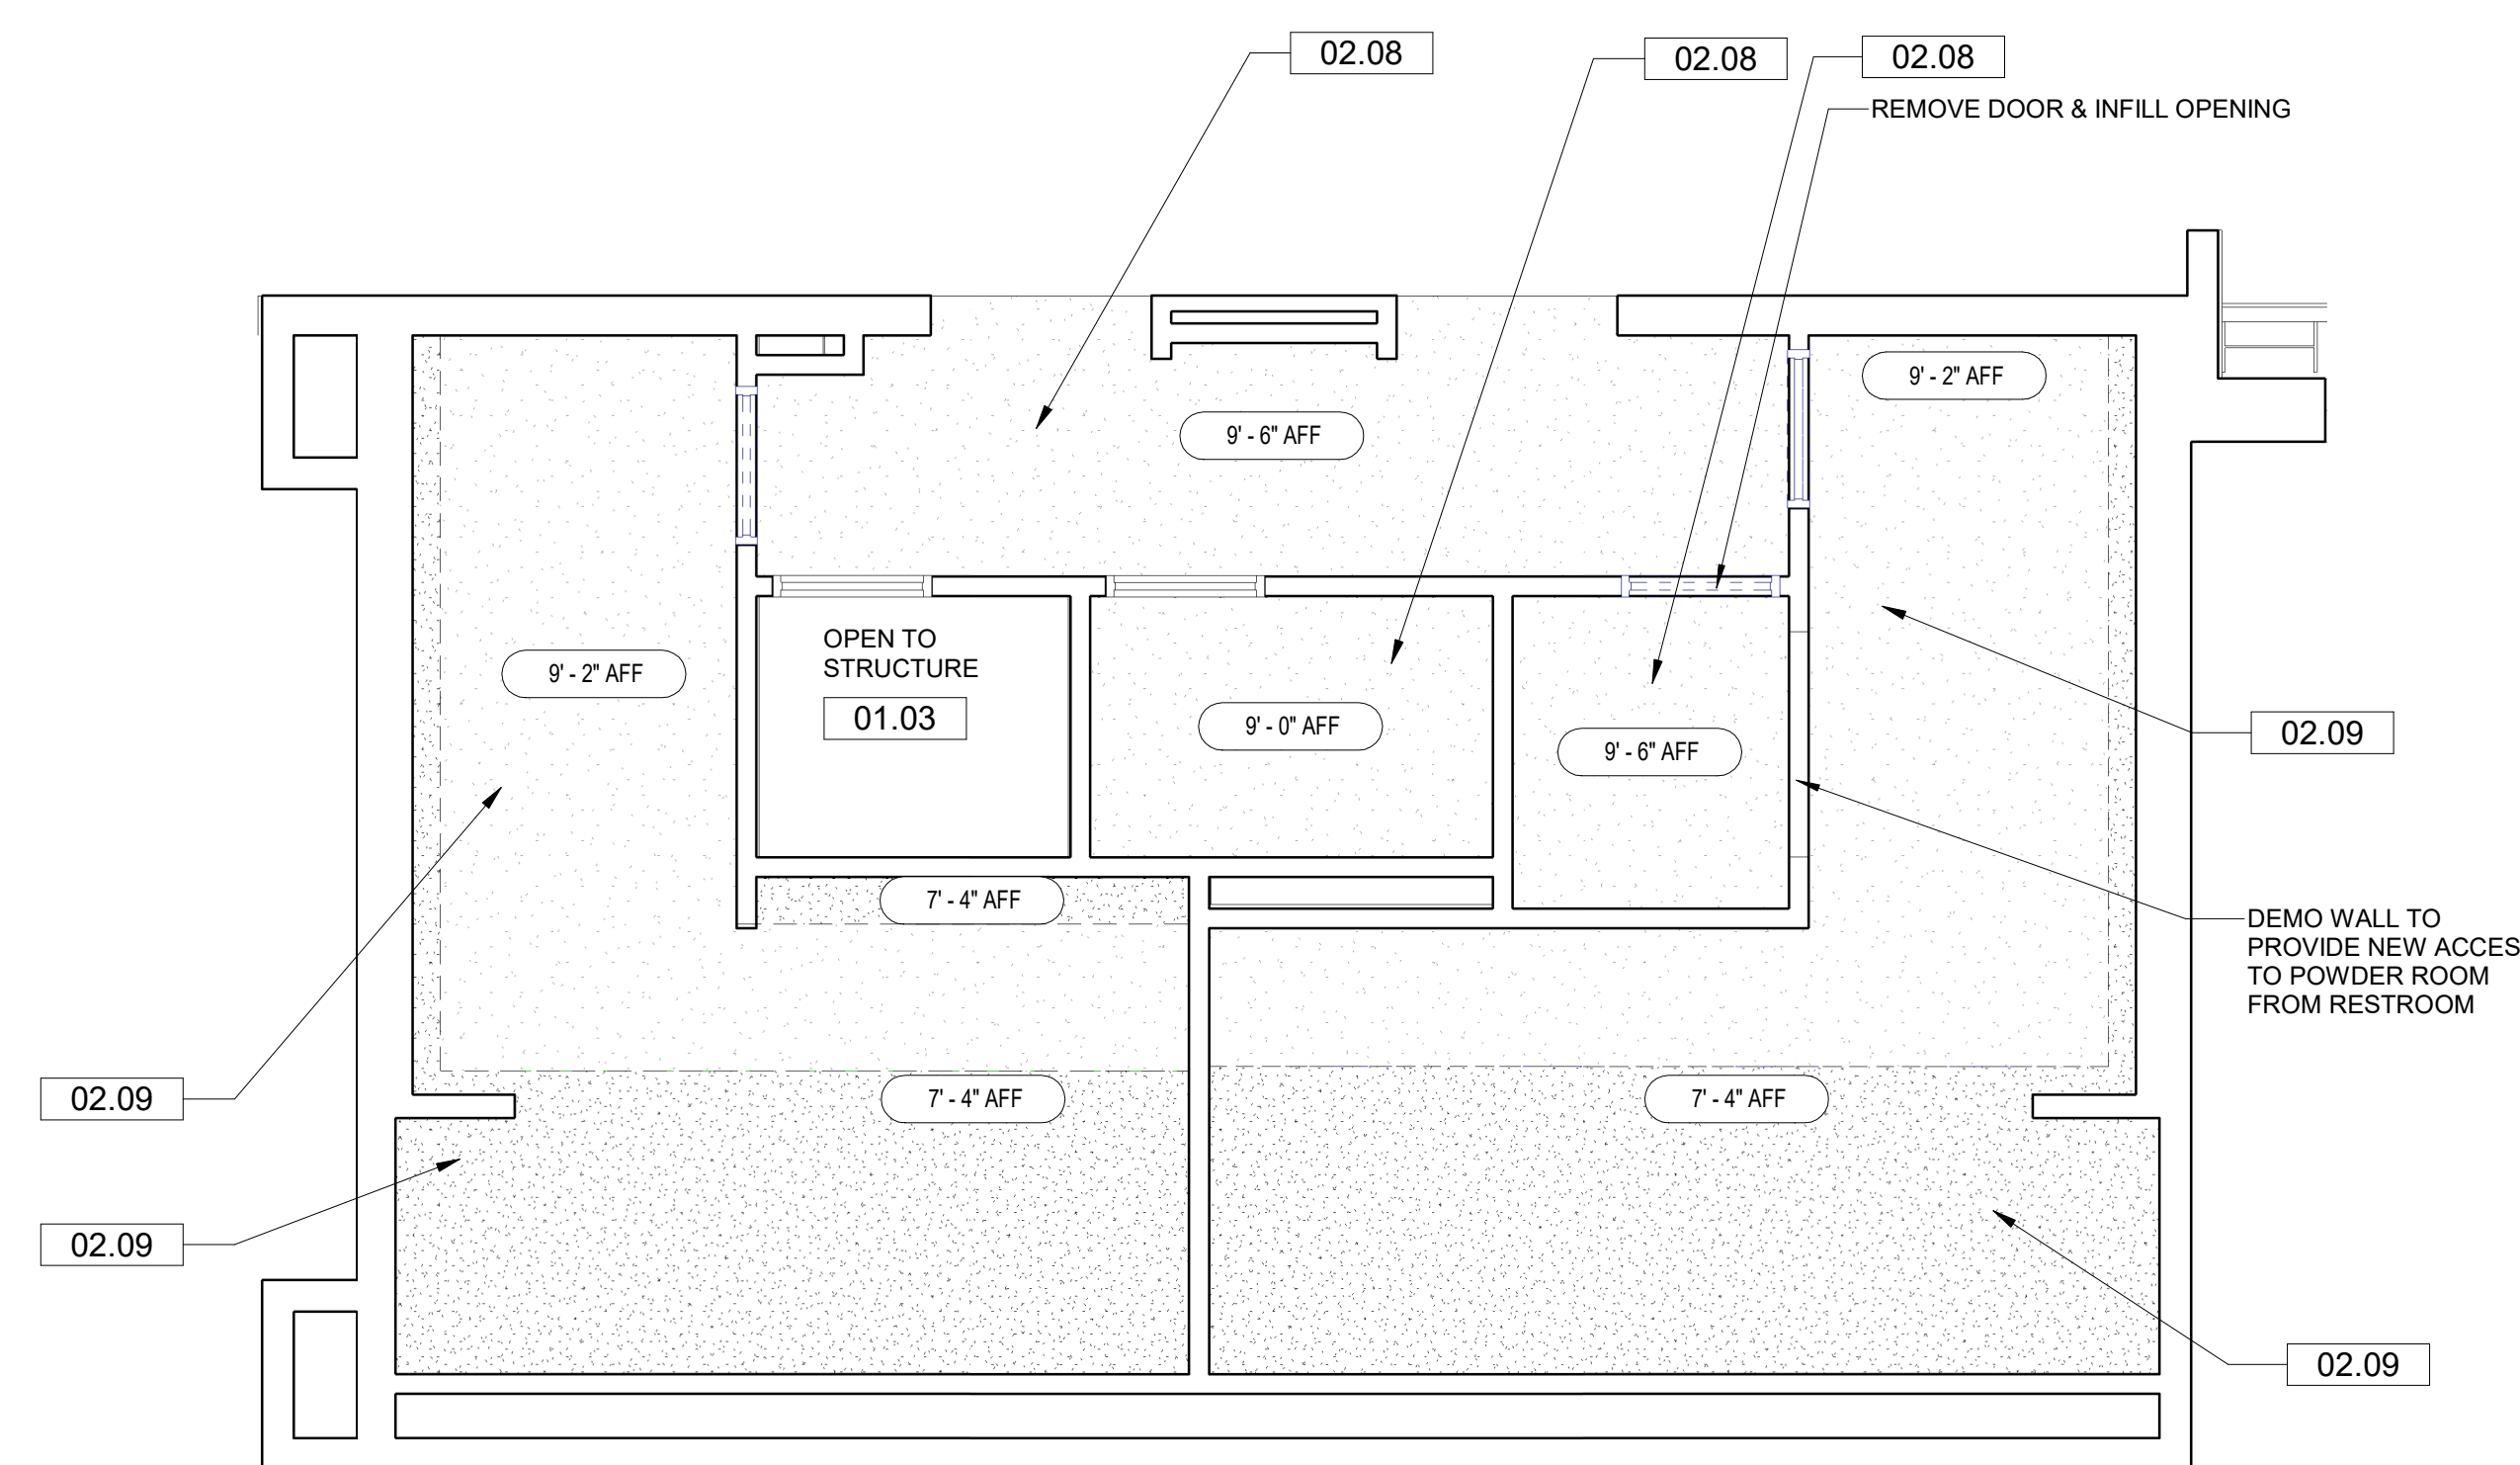 02.08
02.08
02.08
REMOVE DOOR & INFILL OPENING
9' - 2" AFF
9' - 6" AFF
OPEN TO
STRUCTURE
01.03
9' - 2" AFF
9' - 0" AFF
9' - 6" AFF
02.09
7' - 4" AFF
DEMO WALL TO
PROVIDE NEW ACCES
TO POWDER ROOM
FROM RESTROOM
02.09
7' - 4" AFF
7' - 4" AFF
02.09
02.09